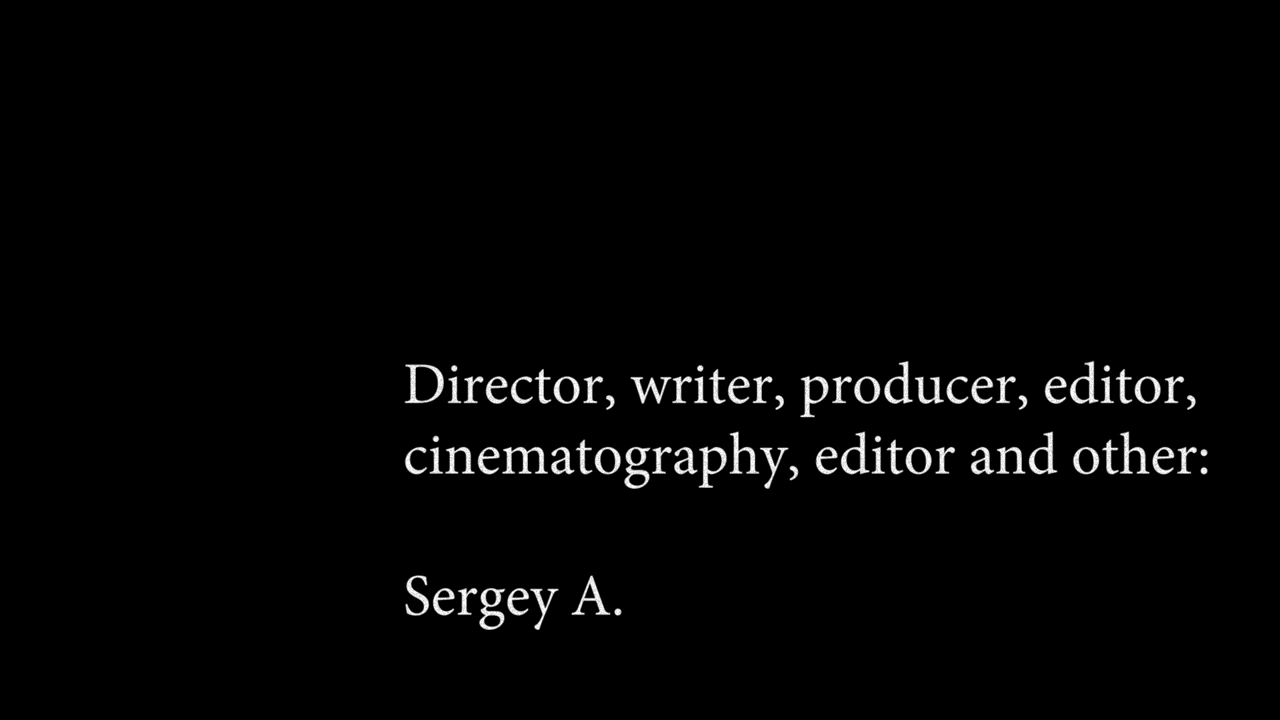 Director, writer, producer, editor,
cinematography, editor and other:
Sergey A.